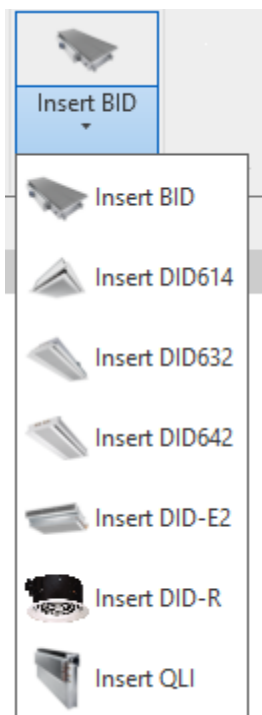 Insert BID
Insert BID
Insert DID614
Insert DID632
Insert DID642
Insert DID-E2
Insert DID-R
Insert QLI